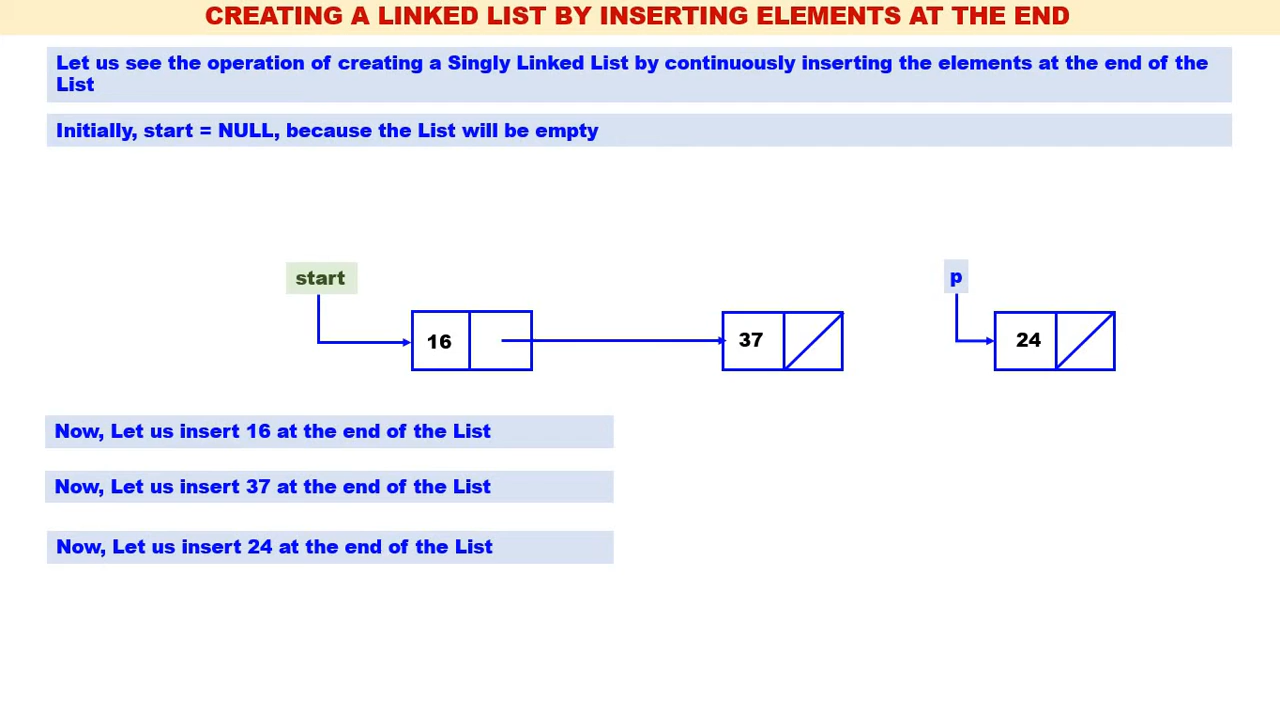 CREATING A LINKED LIST BY INSERTING ELEMENTS AT THE END
Let us see the operation of creating a Singly Linked List by continuously inserting the elements at the end of the
List
Initially, start = NULL, because the List will be empty
start
p
16
37
24
Now, Let us insert 16 at the end of the List
Now, Let us insert 37 at the end of the List
Now, Let us insert 24 at the end of the List